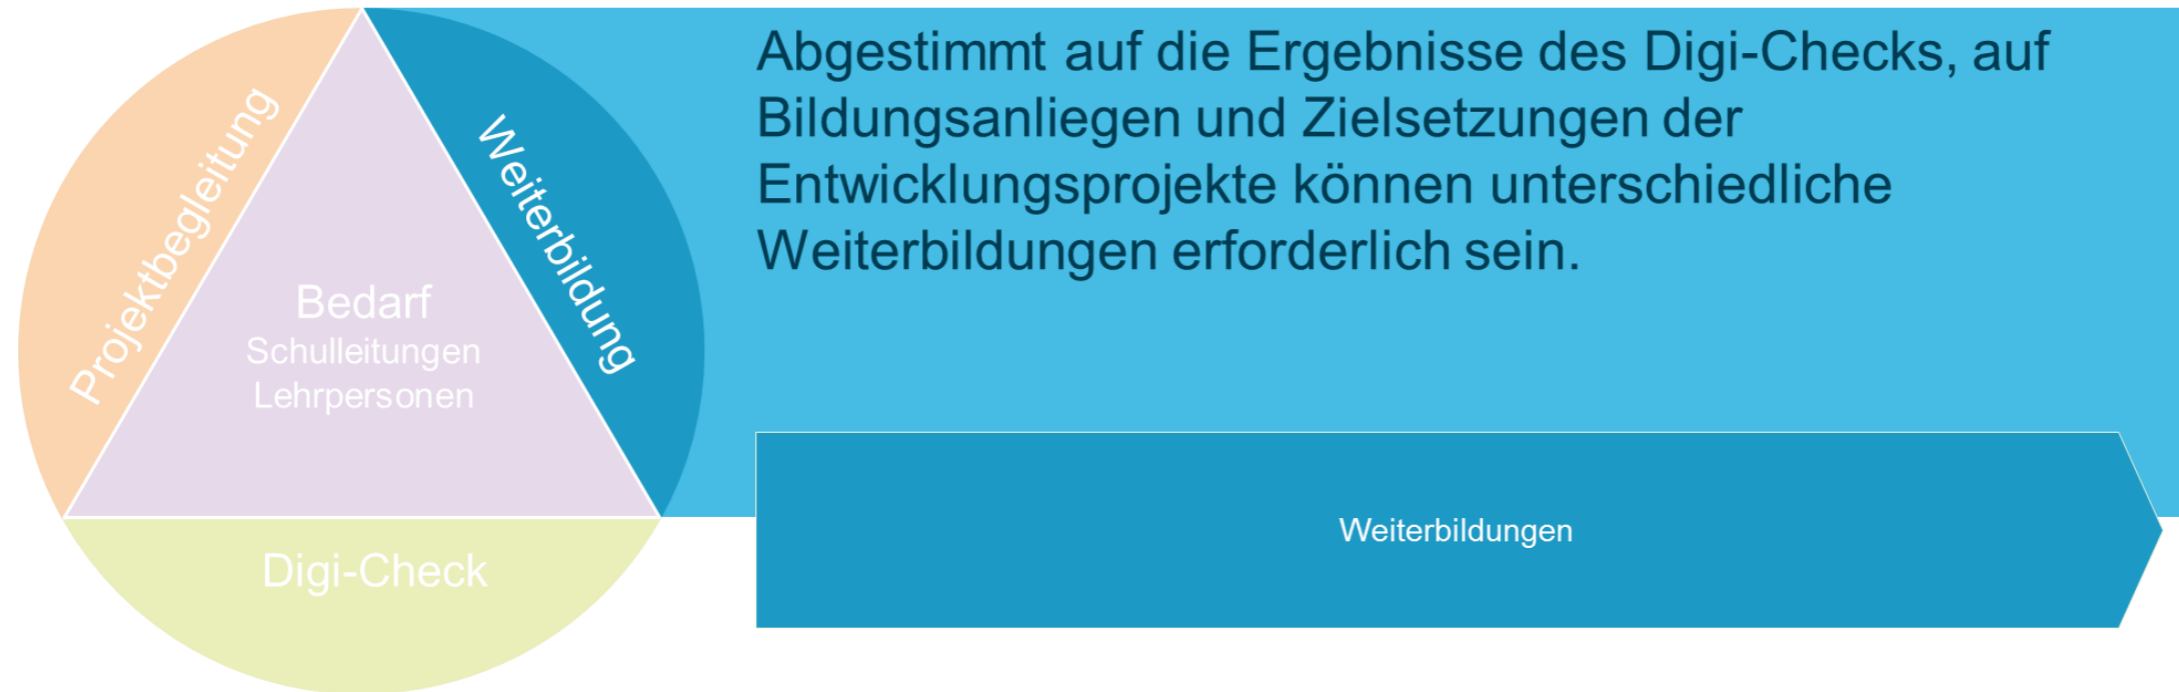 Projektbegleitung
Weiterbildung
Bedarf
Schulleitungen
Lehrpersonen
Digi-Check
Abgestimmt auf die Ergebnisse des Digi-Checks, auf
Bildungsanliegen und Zielsetzungen der
Entwicklungsprojekte können unterschiedliche
Weiterbildungen erforderlich sein.
Weiterbildungen